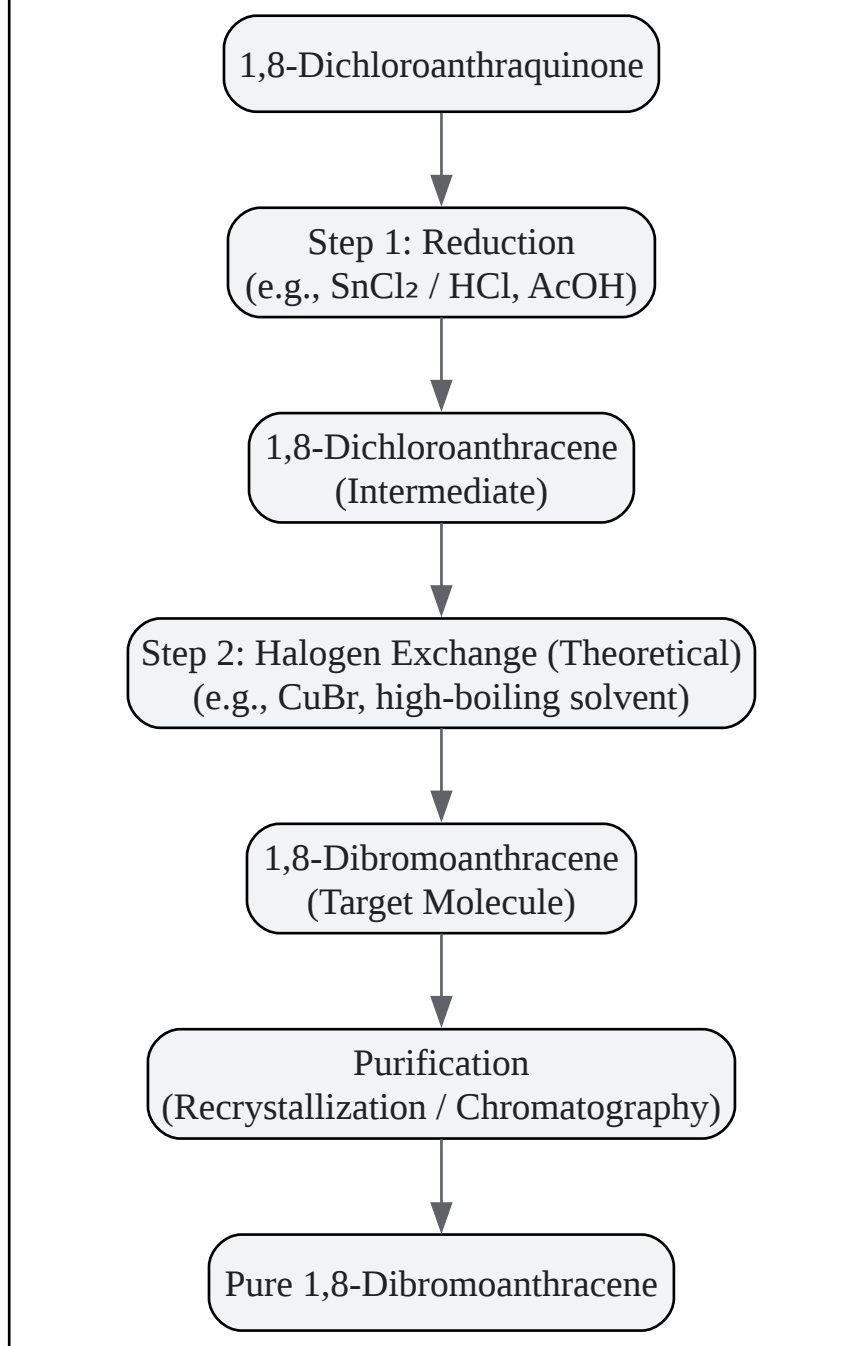 1,8-Dichloroanthraquinone
Step 1: Reduction
(e.g., SnCl₂ / HCl, AcOH)
1,8-Dichloroanthracene
(Intermediate)
Step 2: Halogen Exchange (Theoretical)
(e.g., CuBr, high-boiling solvent)
1,8-Dibromoanthracene
(Target Molecule)
Purification
(Recrystallization / Chromatography)
Pure 1,8-Dibromoanthracene